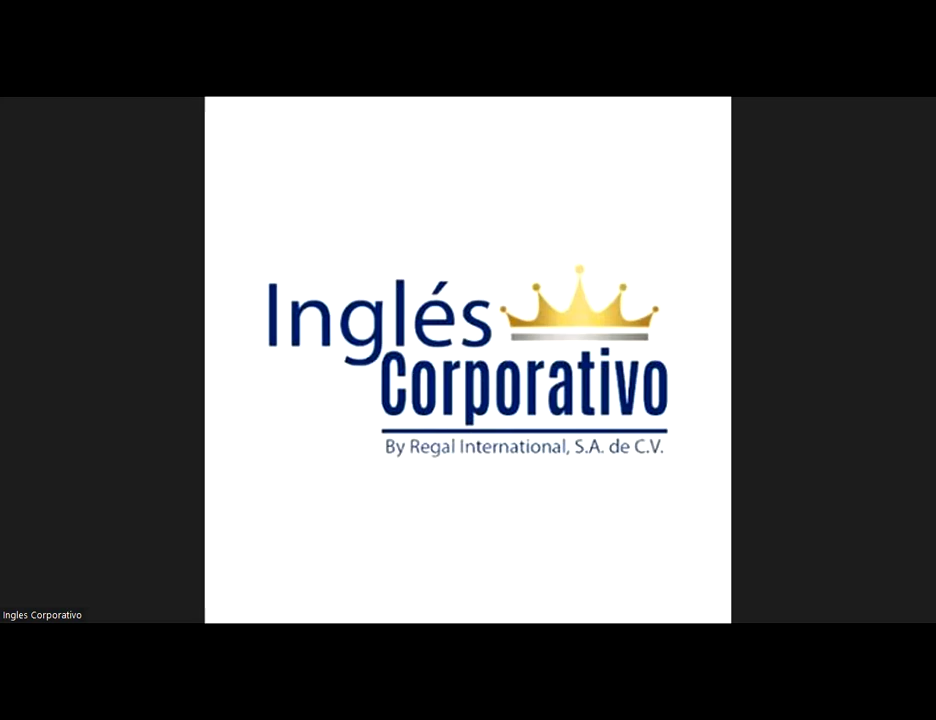 Inglés
Corporativo
By Regal International, S.A. de C.V.
Ingles Corporativo